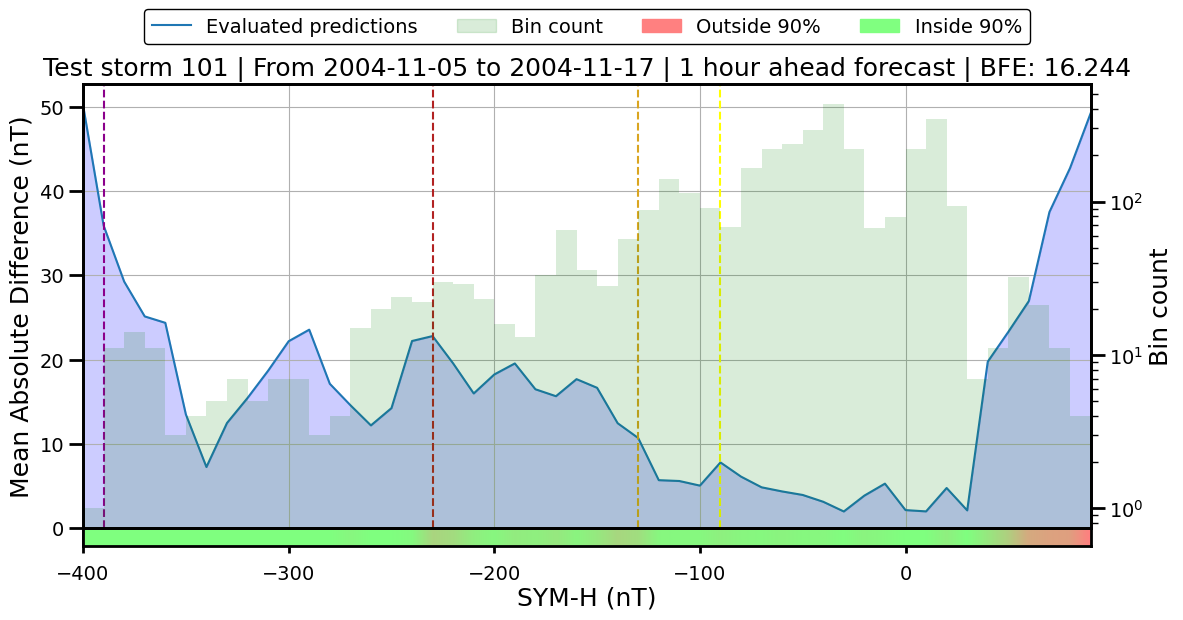 Evaluated predictions Bin count Outside 90% Inside 90%
Test storm 101 | From 2004-11-05 to 2004-11-17 | 1 hour ahead forecast | BFE: 16.244
Mean Absolute Difference (nT)
50
40
30
20
10
0
10²
10¹
10⁰
Bin count
−400 −300 −200 −100 0
SYM-H (nT)